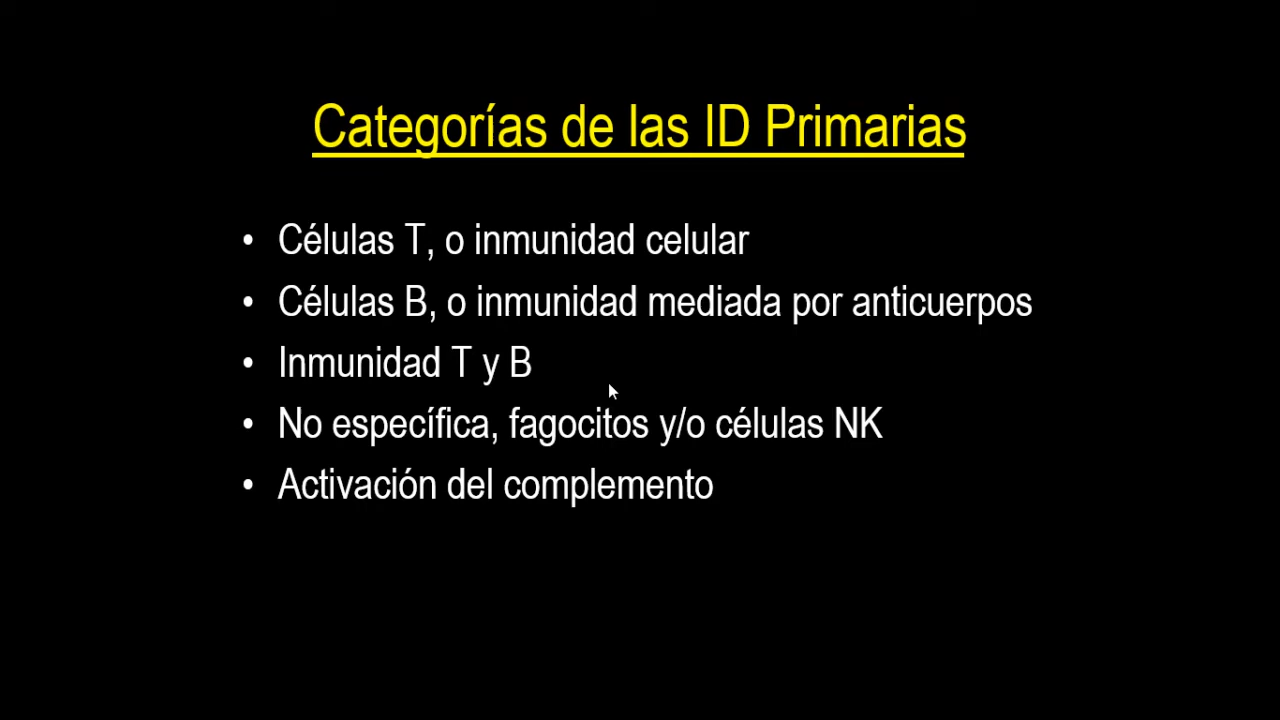 Categorías de las ID Primarias
• Células T, o inmunidad celular
• Células B, o inmunidad mediada por anticuerpos
• Inmunidad T y B
• No específica, fagocitos y/o células NK
• Activación del complemento